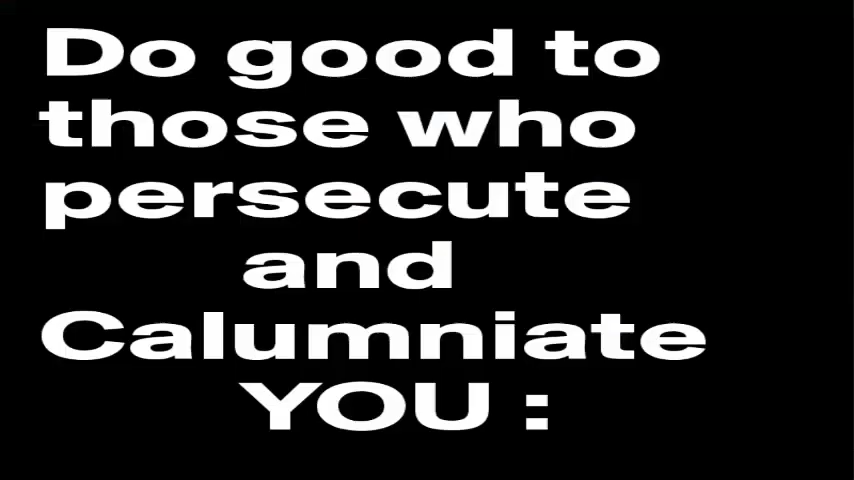 Do good to
those who
persecute
and
Calumniate
YOU :